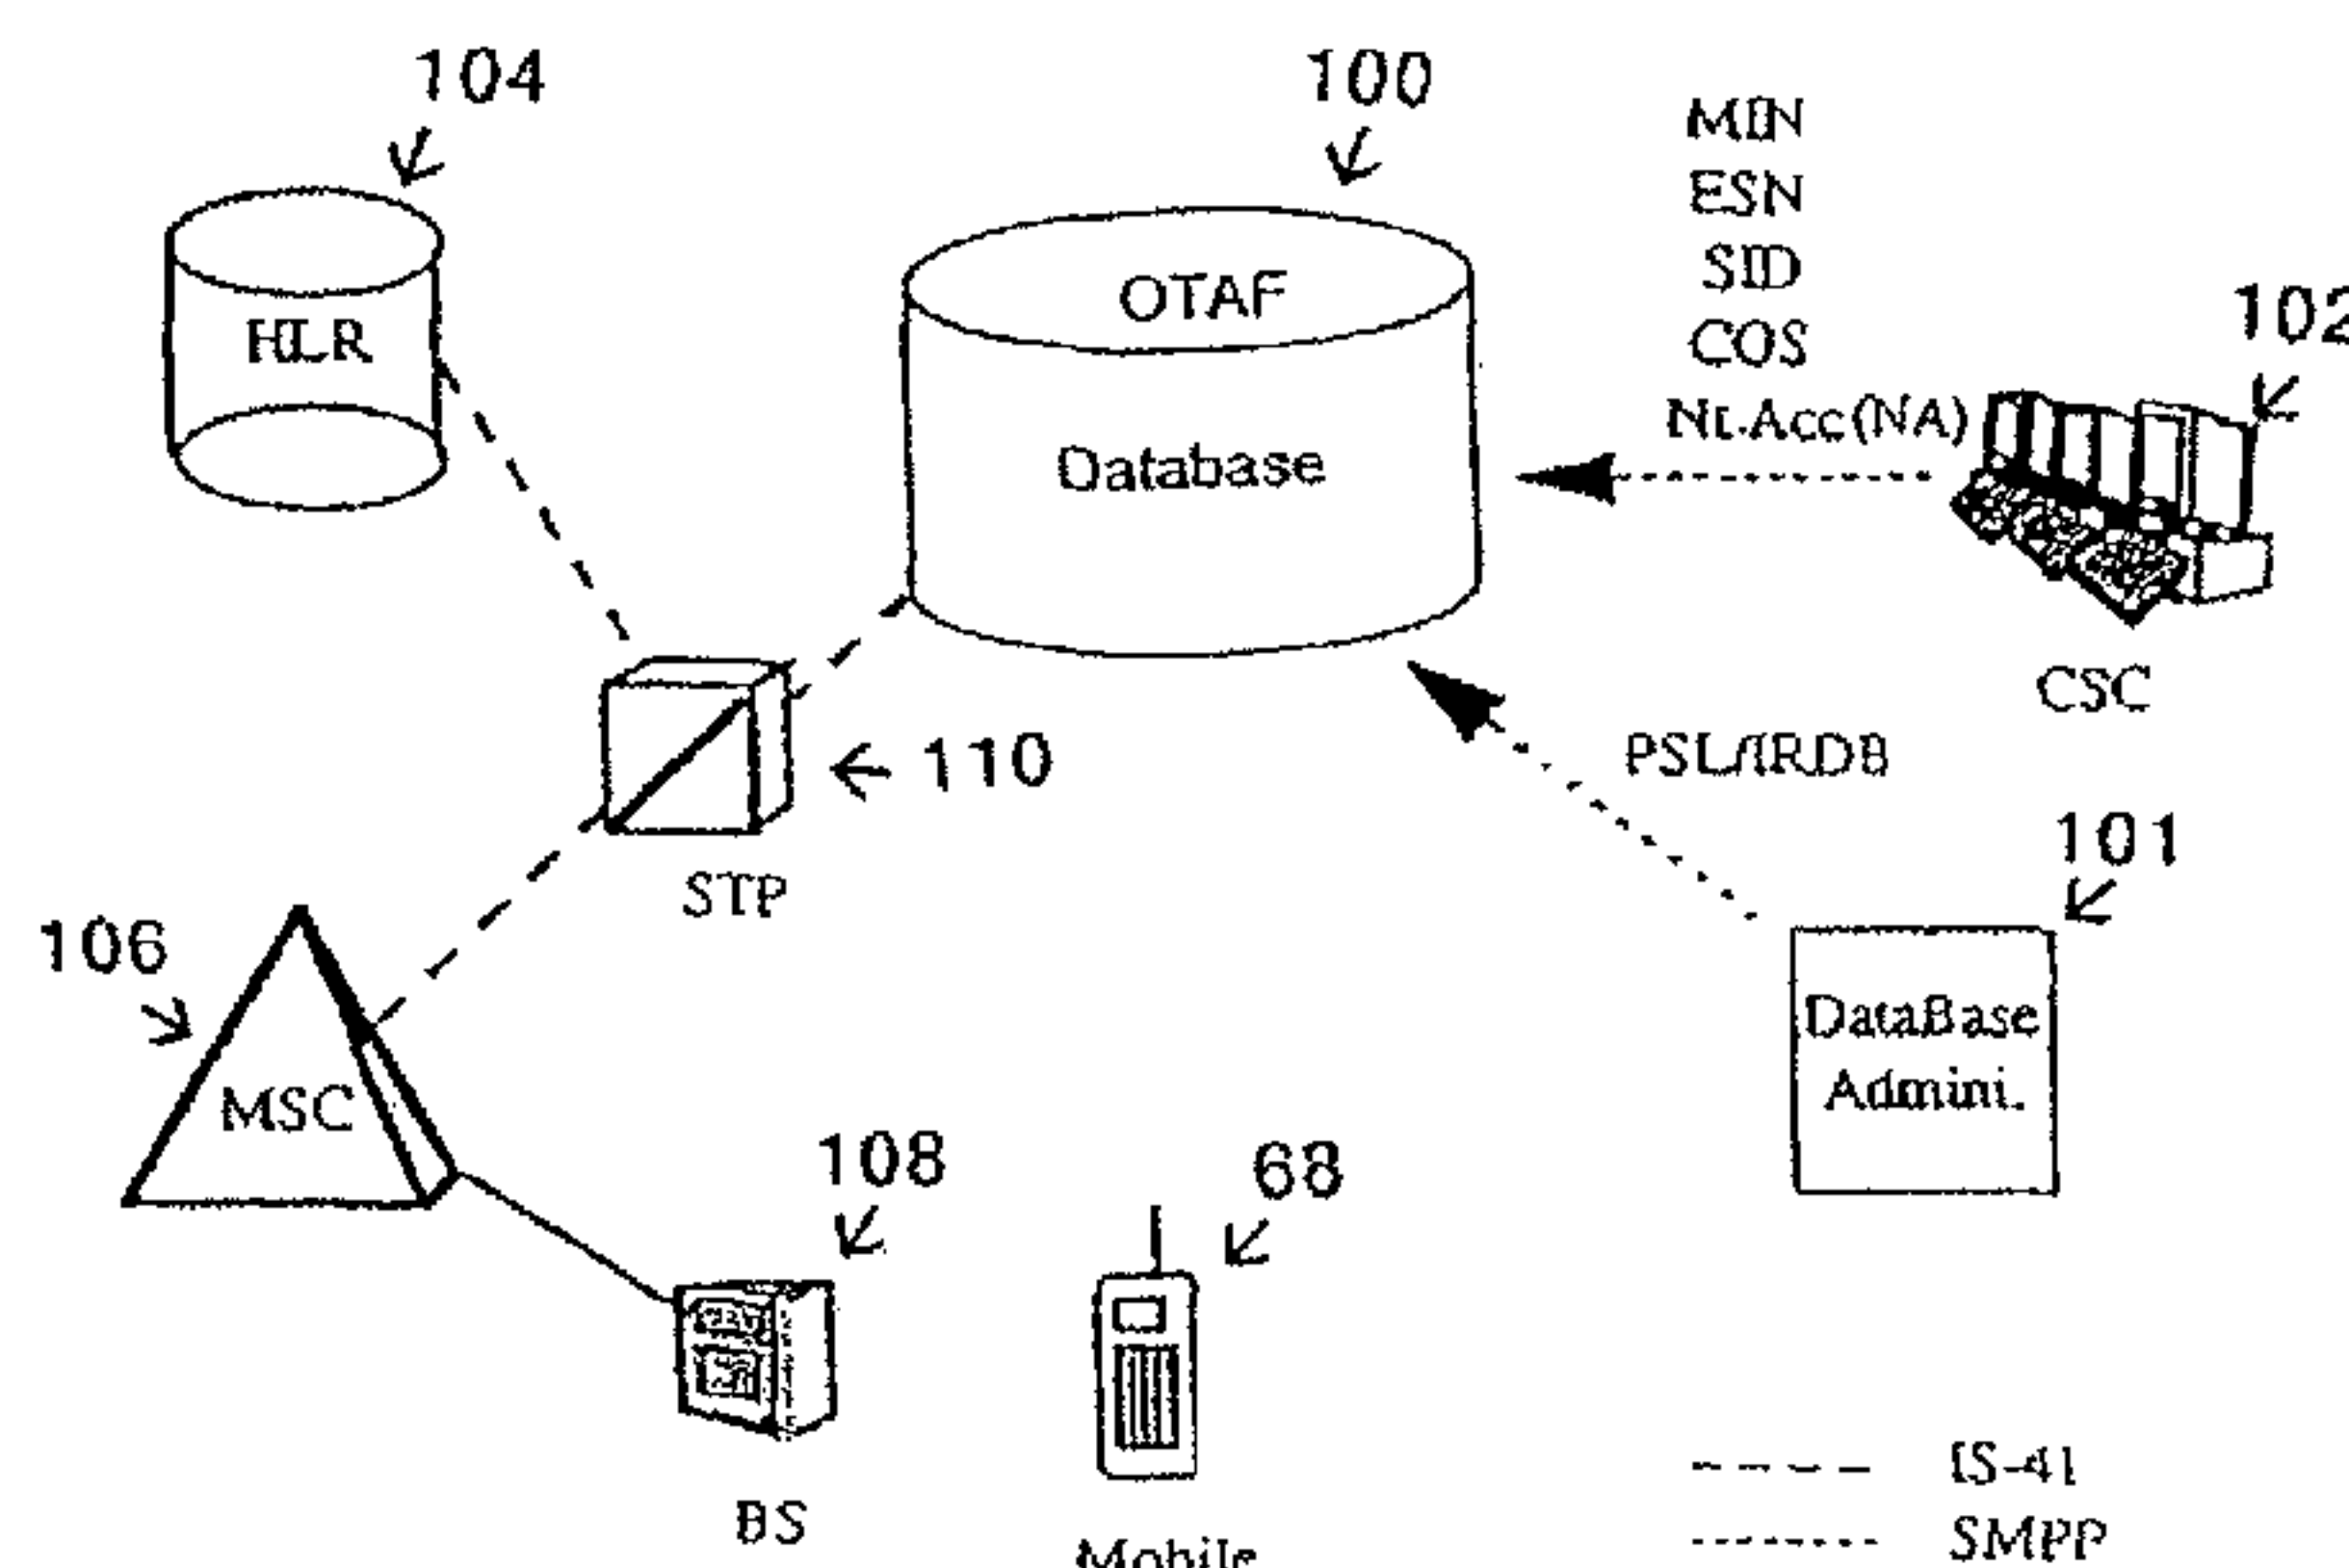 104
100
MIN
ESN
SID
COS
Nt.Acc(NA)
102
HLR
OTAF
Database
CSC
110
PSL/IRDB
STP
101
106
DataBase
Admini.
MSC
108
68
BS
Mobile
IS-41
SMPP